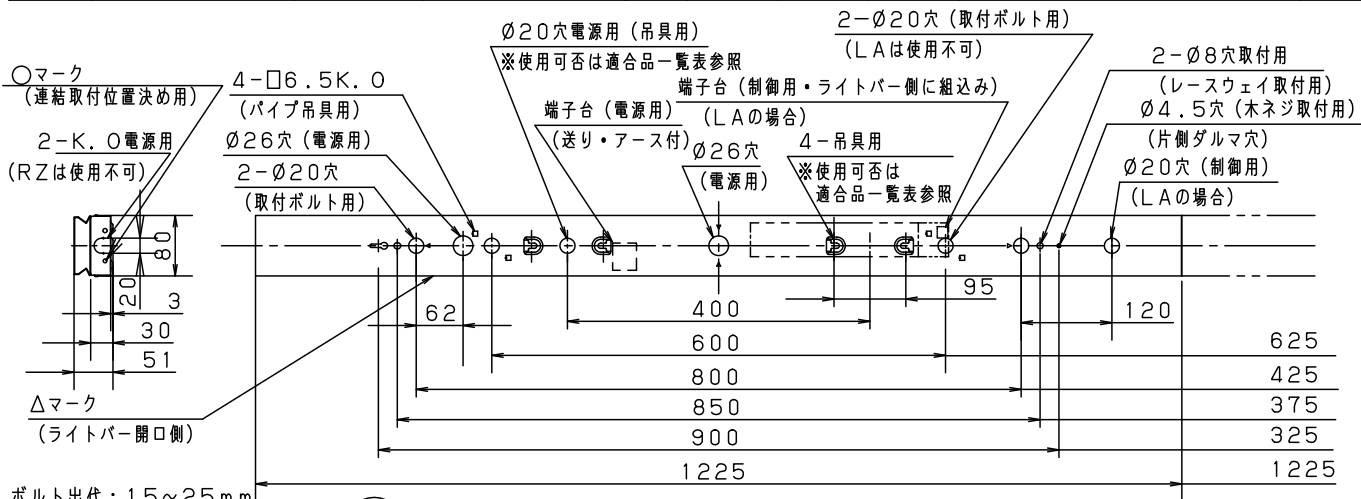 ○マーク
(連結取付位置決め用)
2-K.0電源用
(RZは使用不可)
4-□6.5K.0
(パイプ吊具用)
Ø26穴(電源用)
2-Ø20穴
(取付ボルト用)
Ø20穴電源用(吊具用)
※使用可否は適合品一覧表参照
端子台(電源用)
(送り・アース付)
2-Ø20穴(取付ボルト用)
(LAは使用不可)
端子台(制御用・ライトバー側に組込み)
(LAの場合)
Ø26穴
(電源用)
4-吊具用
※使用可否は
適合品一覧表参照
2-Ø8穴取付用
(レースウェイ取付用)
Ø4.5穴(木ネジ取付用)
(片側ダルマ穴)
Ø20穴(制御用)
(LAの場合)
80
20
3
30
51
62
400
95
120
600
625
800
425
850
375
900
325
1225
1225
△マーク
(ライトバー開口側)
ボルト出代:15~25mm